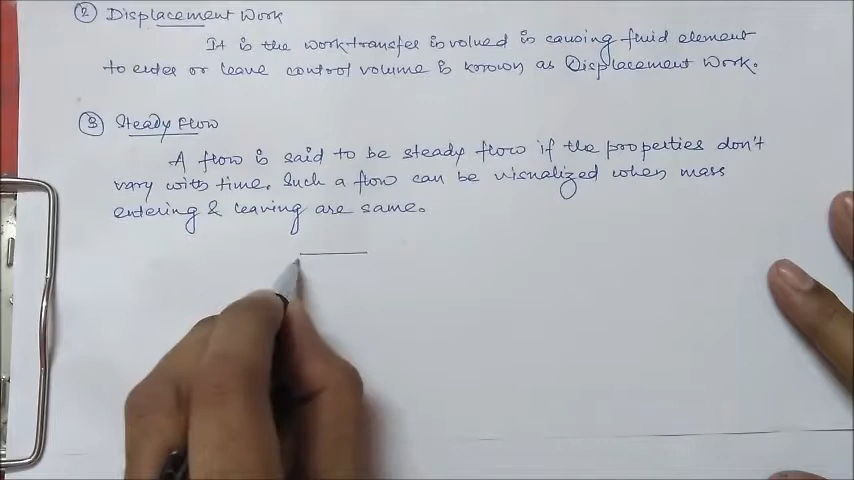 ② Displacement Work
It is the work transfer involued is causing fluid element
to enter or leave control volume is known as Displacement Work.
③ Steady Flow
A flow is said to be steady flow if the properties don't
vary with time. Such a flow can be visualized when mass
entering & leaving are same.